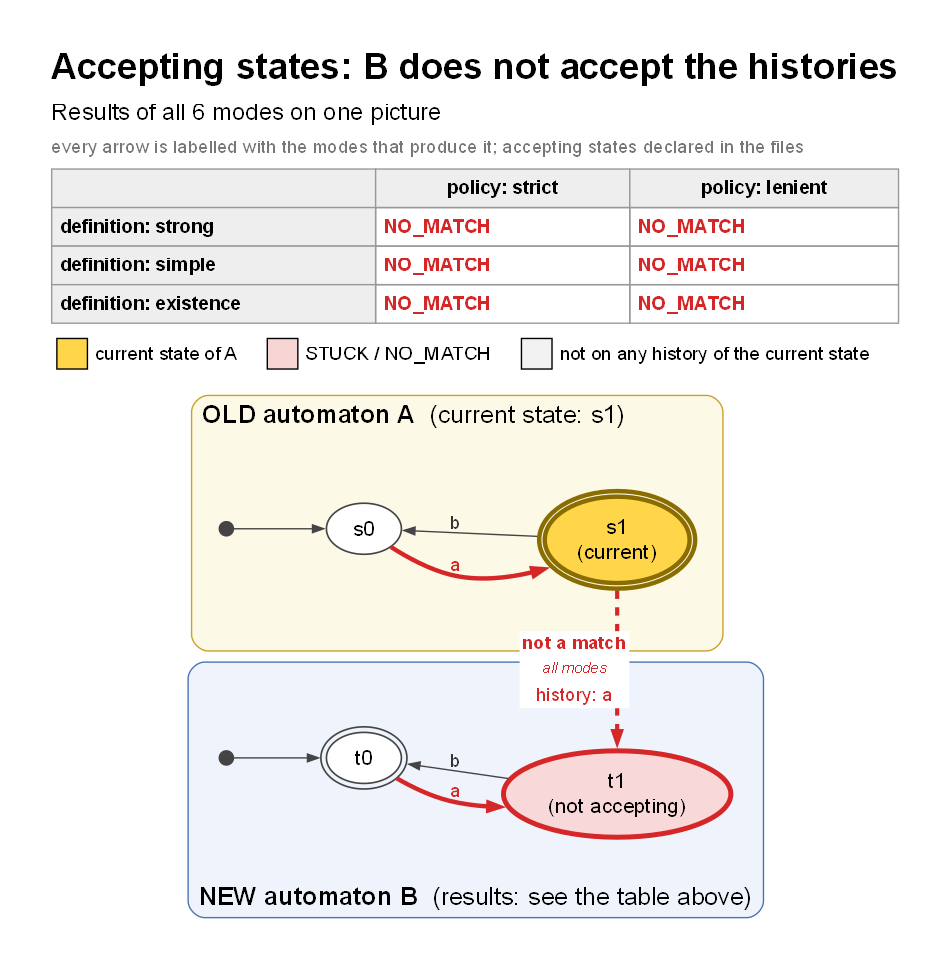 Accepting states: B does not accept the histories
Results of all 6 modes on one picture
every arrow is labelled with the modes that produce it; accepting states declared in the files
policy: strict policy: lenient
definition: strong NO_MATCH NO_MATCH
definition: simple NO_MATCH NO_MATCH
definition: existence NO_MATCH NO_MATCH
current state of A STUCK / NO_MATCH not on any history of the current state
OLD automaton A (current state: s1)
s0
b
a
s1
(current)
not a match
all modes
history: a
t0
b
a
t1
(not accepting)
NEW automaton B (results: see the table above)